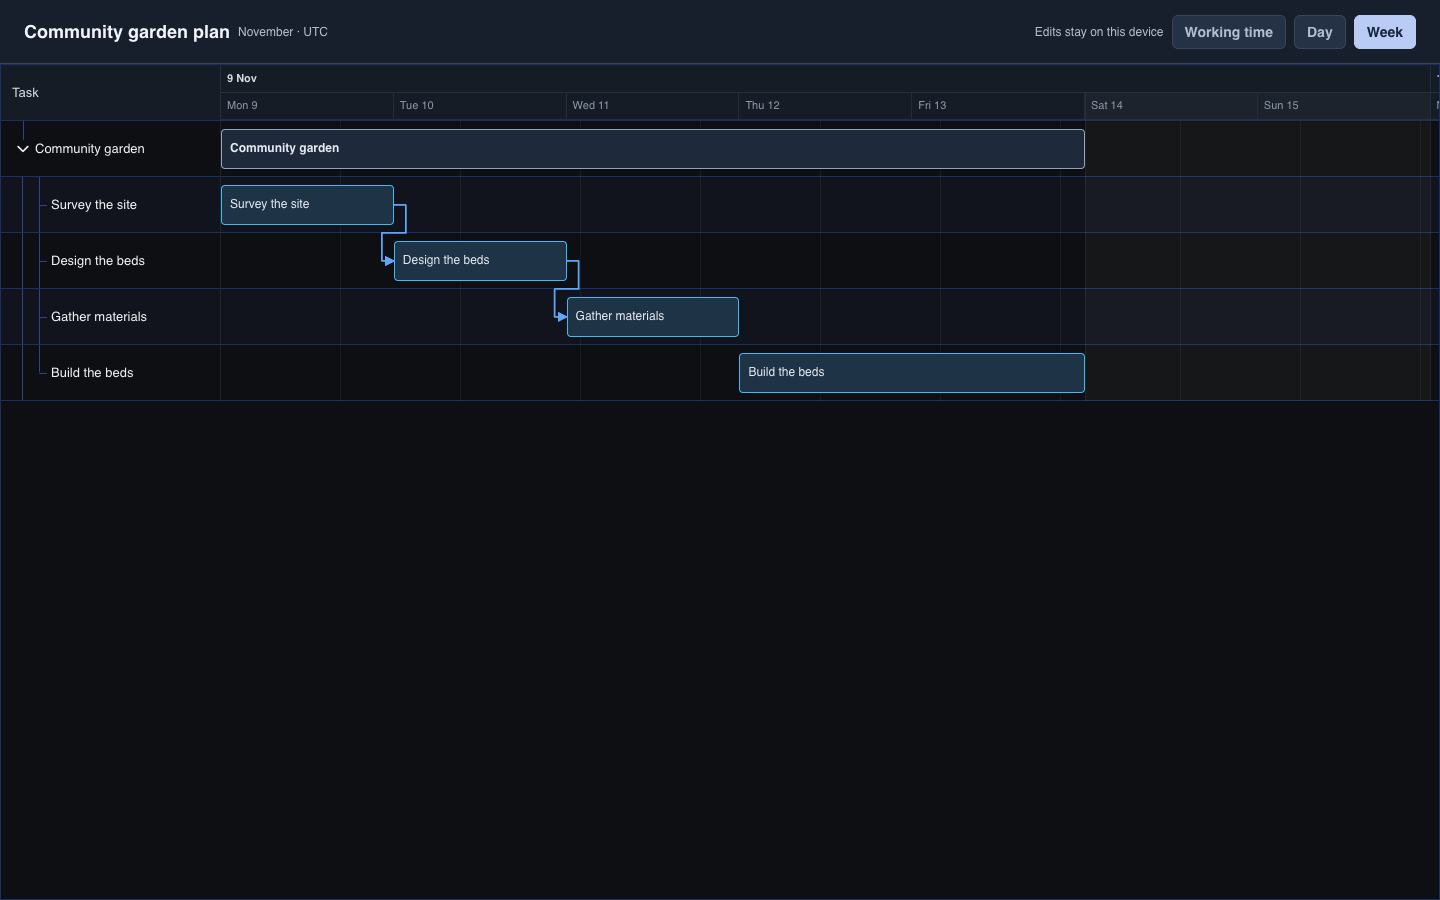 Community garden plan
November · UTC
Edits stay on this device
Working time
Day
Week
Task
9 Nov
Mon 9
Tue 10
Wed 11
Thu 12
Fri 13
Sat 14
Sun 15
Community garden
Community garden
Survey the site
Survey the site
Design the beds
Design the beds
Gather materials
Gather materials
Build the beds
Build the beds